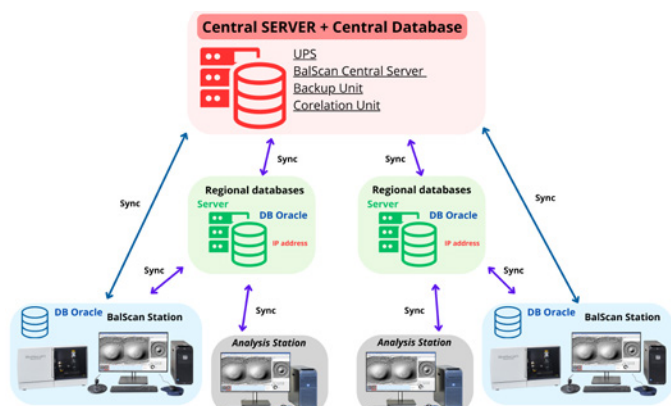 Central SERVER + Central Database
UPS
BalScan Central Server
Backup Unit
Corelation Unit
Sync
Sync
Sync
Sync
Regional databases
Server
DB Oracle
IP address
Regional databases
Server
DB Oracle
IP address
Sync
Sync
Sync
Sync
DB Oracle
BalScan Station
Analysis Station
Analysis Station
DB Oracle
BalScan Station